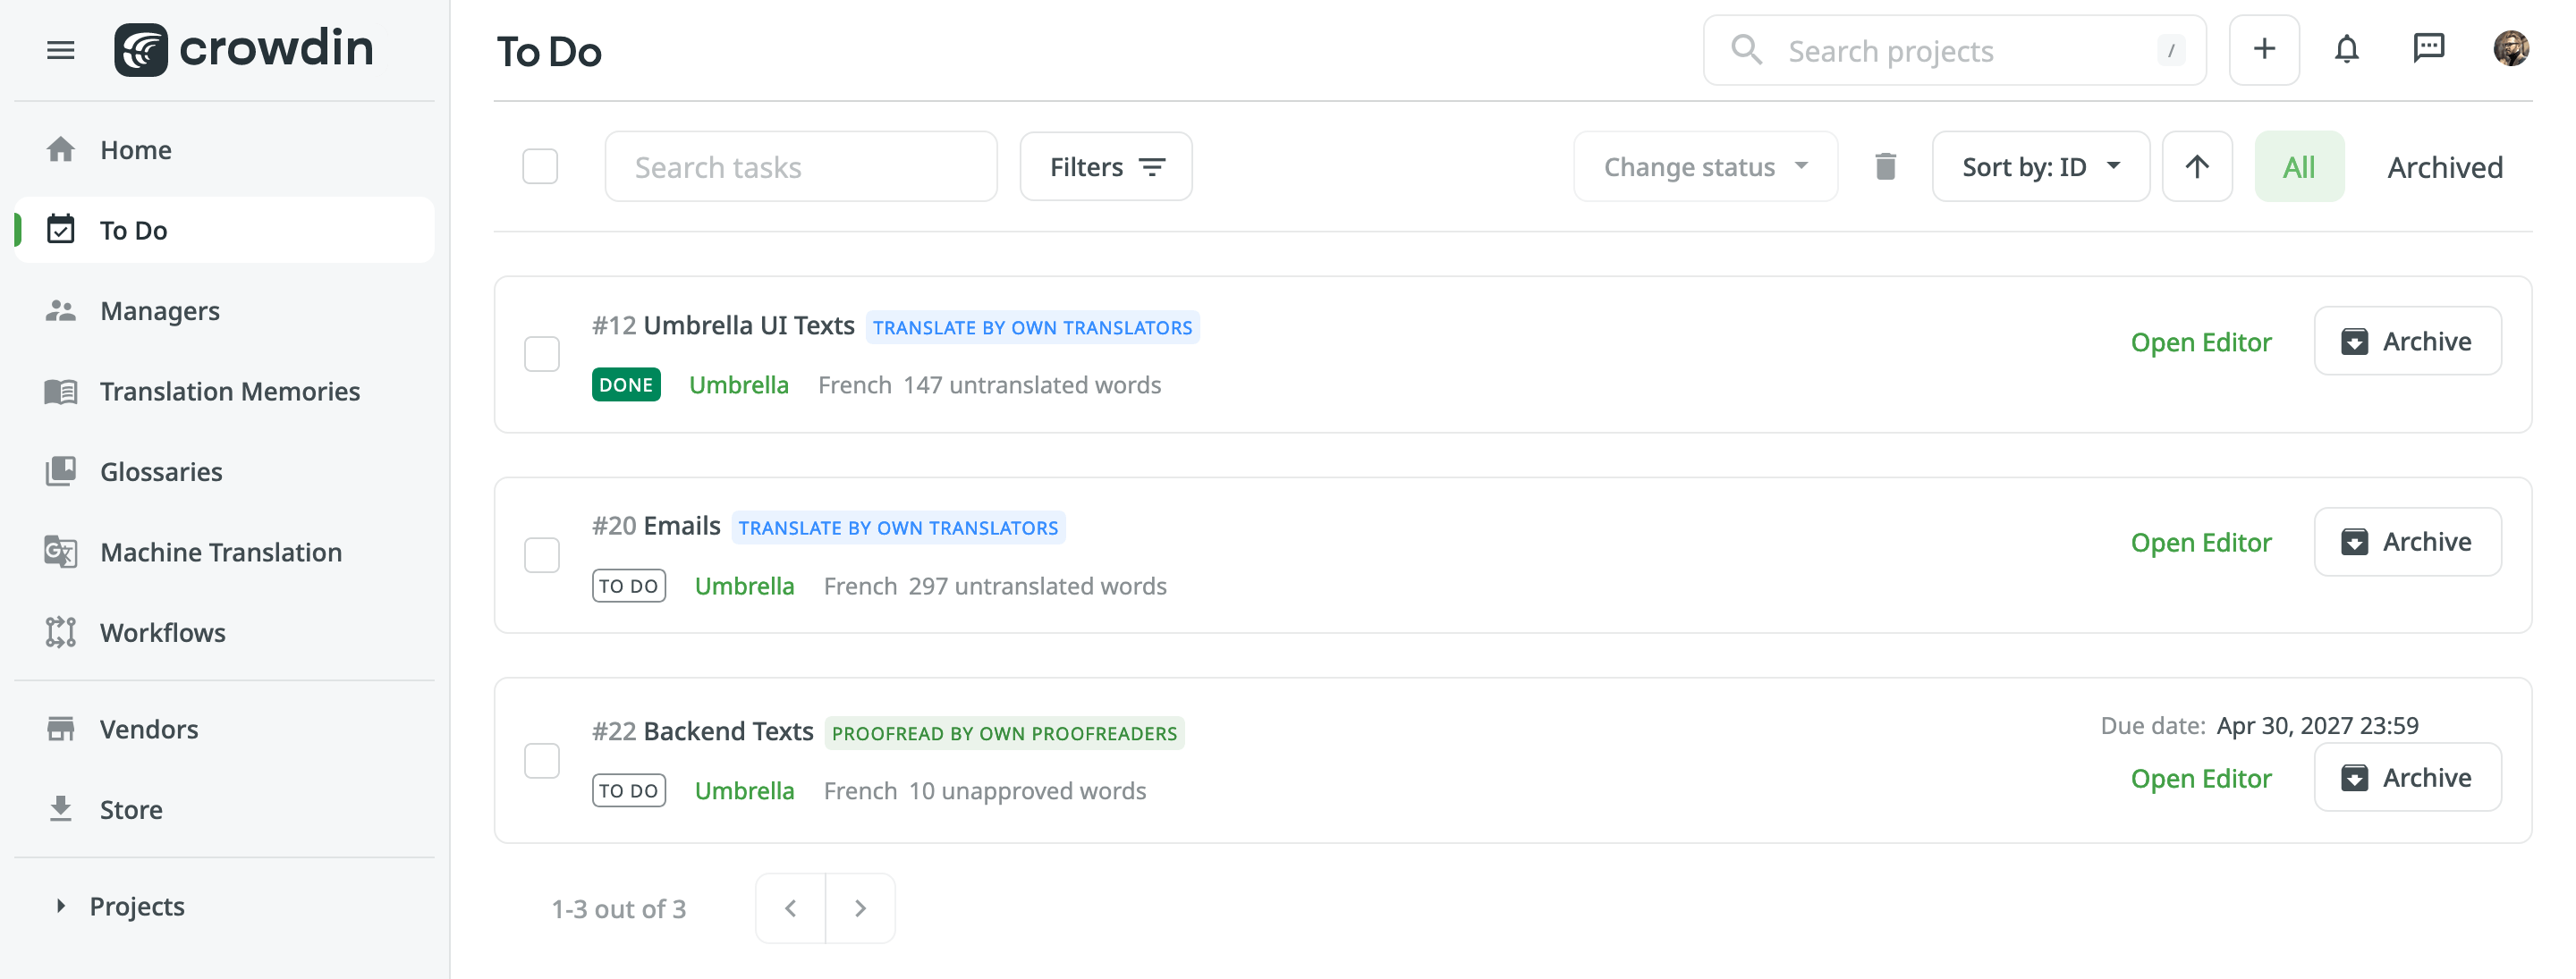 crowdin
Home
To Do
Managers
Translation Memories
Glossaries
Machine Translation
Workflows
Vendors
Store
Projects
To Do
Search projects /
Search tasks Filters Change status Sort by: ID All Archived
#12 Umbrella UI Texts TRANSLATE BY OWN TRANSLATORS
DONE Umbrella French 147 untranslated words
Open Editor Archive
#20 Emails TRANSLATE BY OWN TRANSLATORS
TO DO Umbrella French 297 untranslated words
Open Editor Archive
#22 Backend Texts PROOFREAD BY OWN PROOFREADERS
TO DO Umbrella French 10 unapproved words
Due date: Apr 30, 2027 23:59
Open Editor Archive
1-3 out of 3